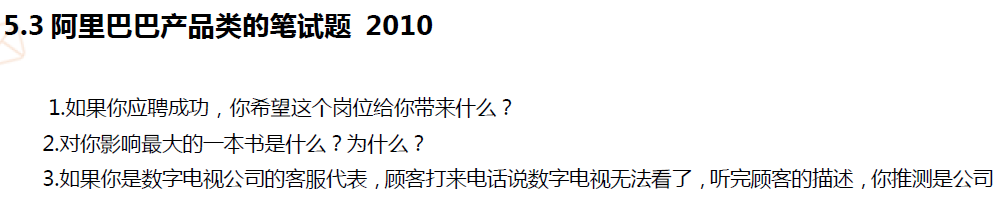 5.3 阿里巴巴产品类的笔试题 2010
1.如果你应聘成功，你希望这个岗位给你带来什么？
2.对你影响最大的一本书是什么？为什么？
3.如果你是数字电视公司的客服代表，顾客打来电话说数字电视无法看了，听完顾客的描述，你推测是公司